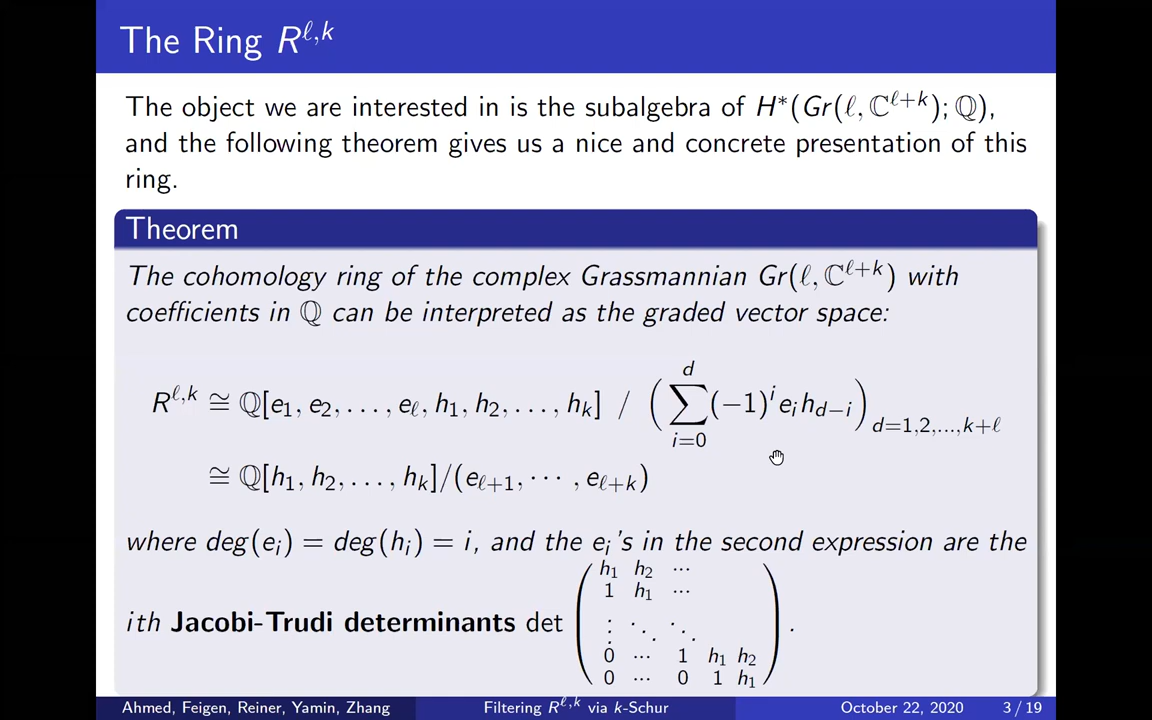 The Ring R^{ℓ,k}
The object we are interested in is the subalgebra of H*(Gr(ℓ, ℂ^{ℓ+k}); ℚ),
and the following theorem gives us a nice and concrete presentation of this
ring.
Theorem
The cohomology ring of the complex Grassmannian Gr(ℓ, ℂ^{ℓ+k}) with
coefficients in ℚ can be interpreted as the graded vector space:
R^{ℓ,k} ≅ ℚ[e_1, e_2, . . . , e_ℓ, h_1, h_2, . . . , h_k] / (∑_{i=0}^{d} (−1)^i e_i h_{d−i})_{d=1,2,...,k+ℓ}
≅ ℚ[h_1, h_2, . . . , h_k]/(e_{ℓ+1}, ⋯ , e_{ℓ+k})
where deg(e_i) = deg(h_i) = i, and the e_i's in the second expression are the
ith Jacobi-Trudi determinants det ( h_1 h_2 ⋯
1 h_1 ⋯
⋮ ⋱ ⋱
0 ⋯ 1 h_1 h_2
0 ⋯ 0 1 h_1 ) .
Ahmed, Feigen, Reiner, Yamin, Zhang Filtering R^{ℓ,k} via k-Schur October 22, 2020 3 / 19